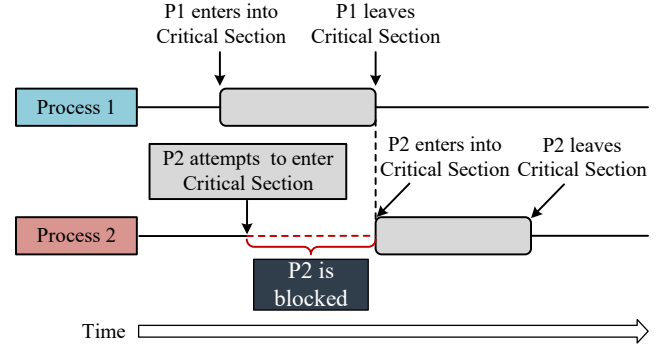 P1 enters into
Critical Section
P1 leaves
Critical Section
Process 1
P2 attempts to enter
Critical Section
P2 enters into
Critical Section
P2 leaves
Critical Section
Process 2
P2 is
blocked
Time